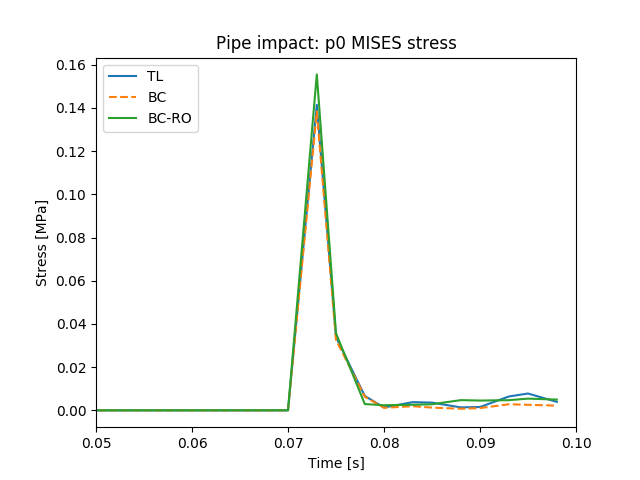 Pipe impact: p0 MISES stress
TL
BC
BC-RO
Stress [MPa]
0.16
0.14
0.12
0.10
0.08
0.06
0.04
0.02
0.00
0.05
0.06
0.07
0.08
0.09
0.10
Time [s]